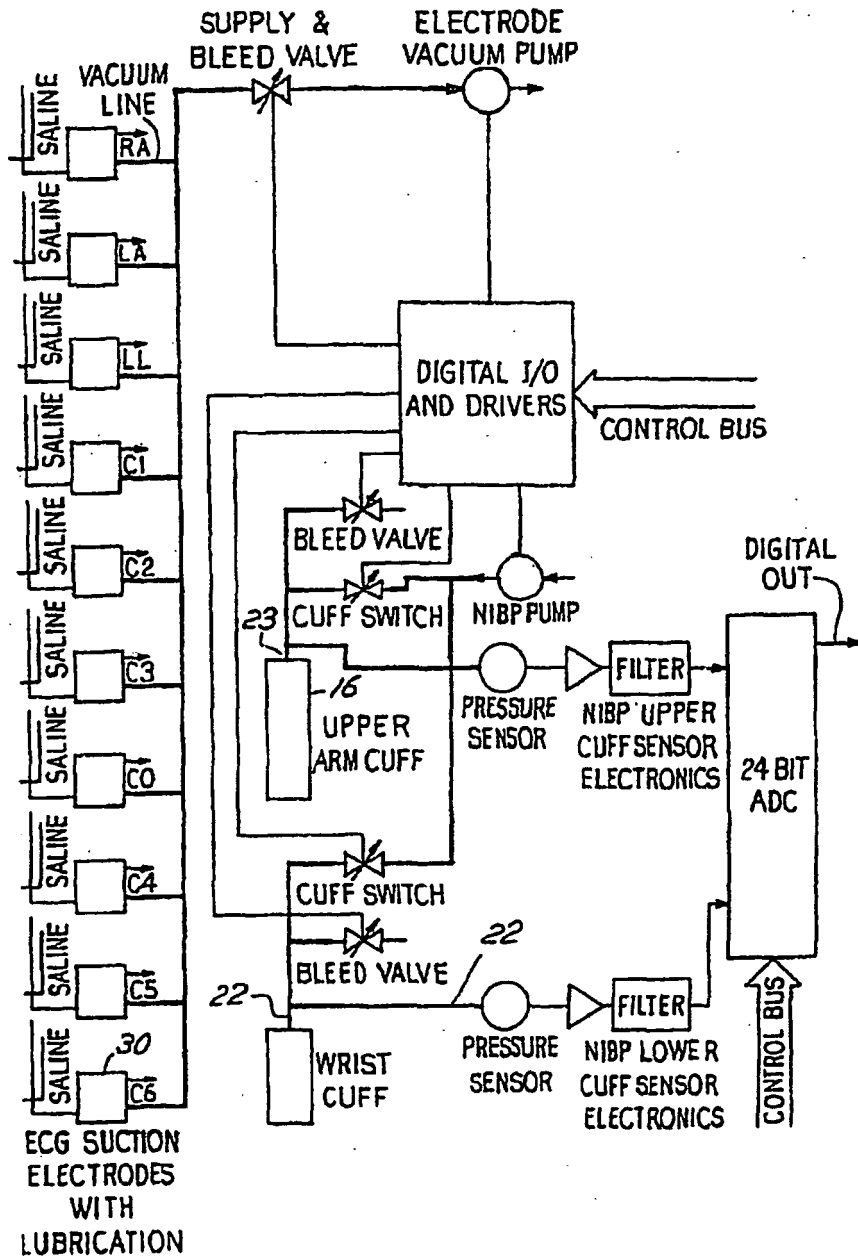 SUPPLY &
BLEED VALVE
ELECTRODE
VACUUM PUMP
VACUUM
LINE
SALINE
RA
SALINE
LA
SALINE
LL
SALINE
C1
SALINE
C2
SALINE
C3
SALINE
C0
SALINE
C4
SALINE
C5
SALINE
30
C6
ECG SUCTION
ELECTRODES
WITH
LUBRICATION
DIGITAL I/O
AND DRIVERS
CONTROL BUS
BLEED VALVE
CUFF SWITCH
NIBP PUMP
23
16
UPPER
ARM CUFF
PRESSURE
SENSOR
FILTER
NIBP UPPER
CUFF SENSOR
ELECTRONICS
DIGITAL
OUT
24 BIT
ADC
CUFF SWITCH
BLEED VALVE
22
22
WRIST
CUFF
PRESSURE
SENSOR
FILTER
NIBP LOWER
CUFF SENSOR
ELECTRONICS
CONTROL BUS